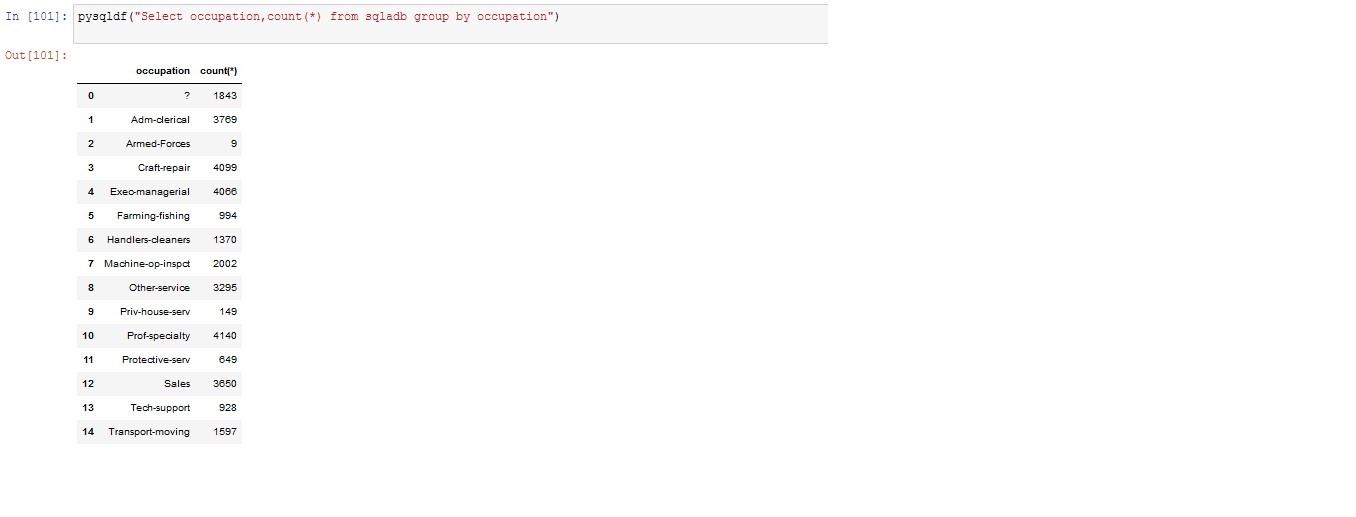 In [101]: pysqldf("Select occupation,count(*) from sqladb group by occupation")
Out[101]:
occupation count(*)
0 ? 1843
1 Adm-clerical 3769
2 Armed-Forces 9
3 Craft-repair 4099
4 Exec-managerial 4066
5 Farming-fishing 994
6 Handlers-cleaners 1370
7 Machine-op-inspct 2002
8 Other-service 3295
9 Priv-house-serv 149
10 Prof-specialty 4140
11 Protective-serv 649
12 Sales 3650
13 Tech-support 928
14 Transport-moving 1597